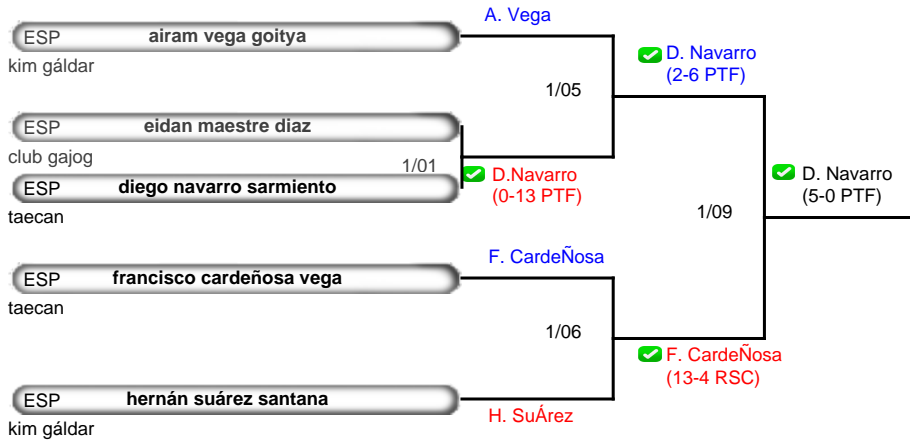 A. Vega
ESP airam vega goitya
kim gáldar
D. Navarro
(2-6 PTF)
1/05
ESP eidan maestre diaz
club gajog
1/01
D.Navarro
(0-13 PTF)
ESP diego navarro sarmiento
taecan
D. Navarro
(5-0 PTF)
1/09
F. CardeÑosa
ESP francisco cardeñosa vega
taecan
1/06
F. CardeÑosa
(13-4 RSC)
ESP hernán suárez santana
kim gáldar
H. SuÁrez